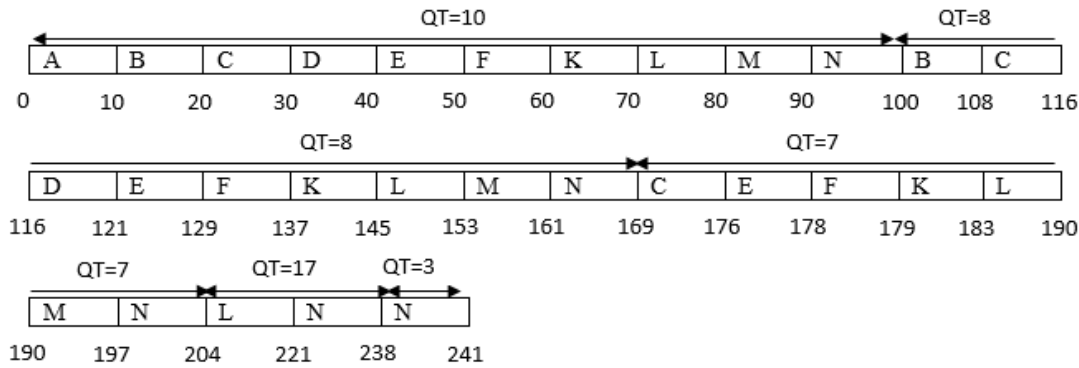 QT=10 QT=8
A B C D E F K L M N B C
0 10 20 30 40 50 60 70 80 90 100 108 116
QT=8 QT=7
D E F K L M N C E F K L
116 121 129 137 145 153 161 169 176 178 179 183 190
QT=7 QT=17 QT=3
M N L N N
190 197 204 221 238 241